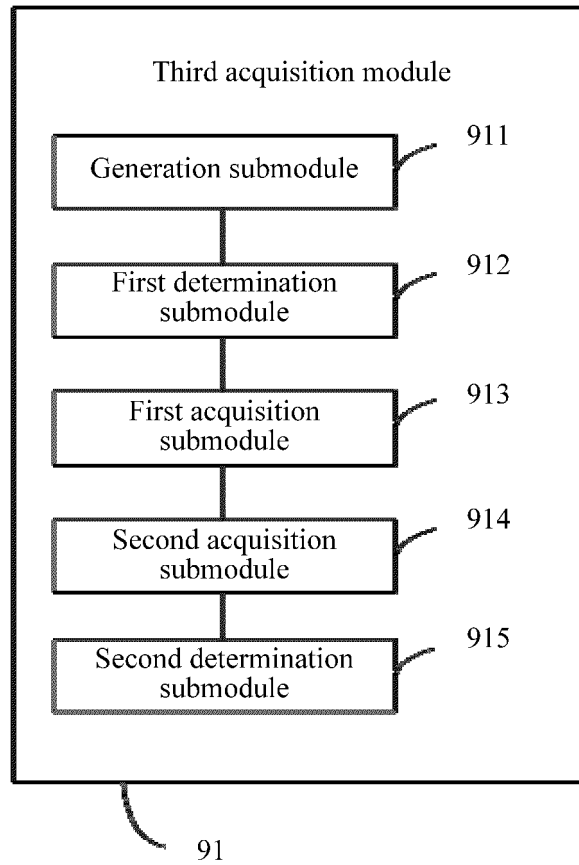 Third acquisition module
911
Generation submodule
912
First determination
submodule
913
First acquisition
submodule
914
Second acquisition
submodule
915
Second determination
submodule
91